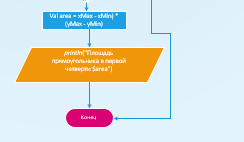 Val area = xMax - xMin) *
(yMax - yMin)
println("Площадь
прямоугольника в первой
четверти $area")
Конец